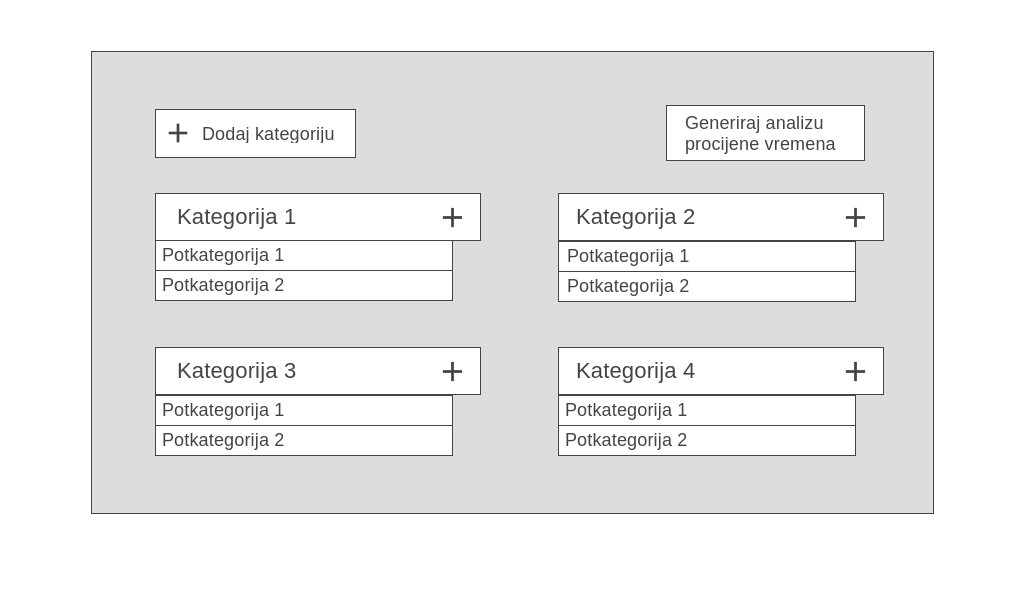 Dodaj kategoriju
Generiraj analizu
procijene vremena
Kategorija 1
Potkategorija 1
Potkategorija 2
Kategorija 2
Potkategorija 1
Potkategorija 2
Kategorija 3
Potkategorija 1
Potkategorija 2
Kategorija 4
Potkategorija 1
Potkategorija 2